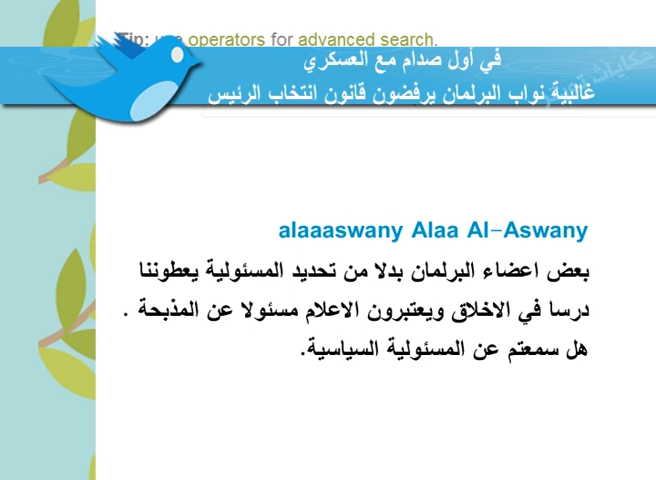 Tip: use operators for advanced search.
في أول صدام مع العسكري
غالبية نواب البرلمان يرفضون قانون انتخاب الرئيس
alaaaswany Alaa Al-Aswany
بعض اعضاء البرلمان بدلا من تحديد المسئولية يعطوننا
درسا في الاخلاق ويعتبرون الاعلام مسئولا عن المذبحة .
هل سمعتم عن المسئولية السياسية.